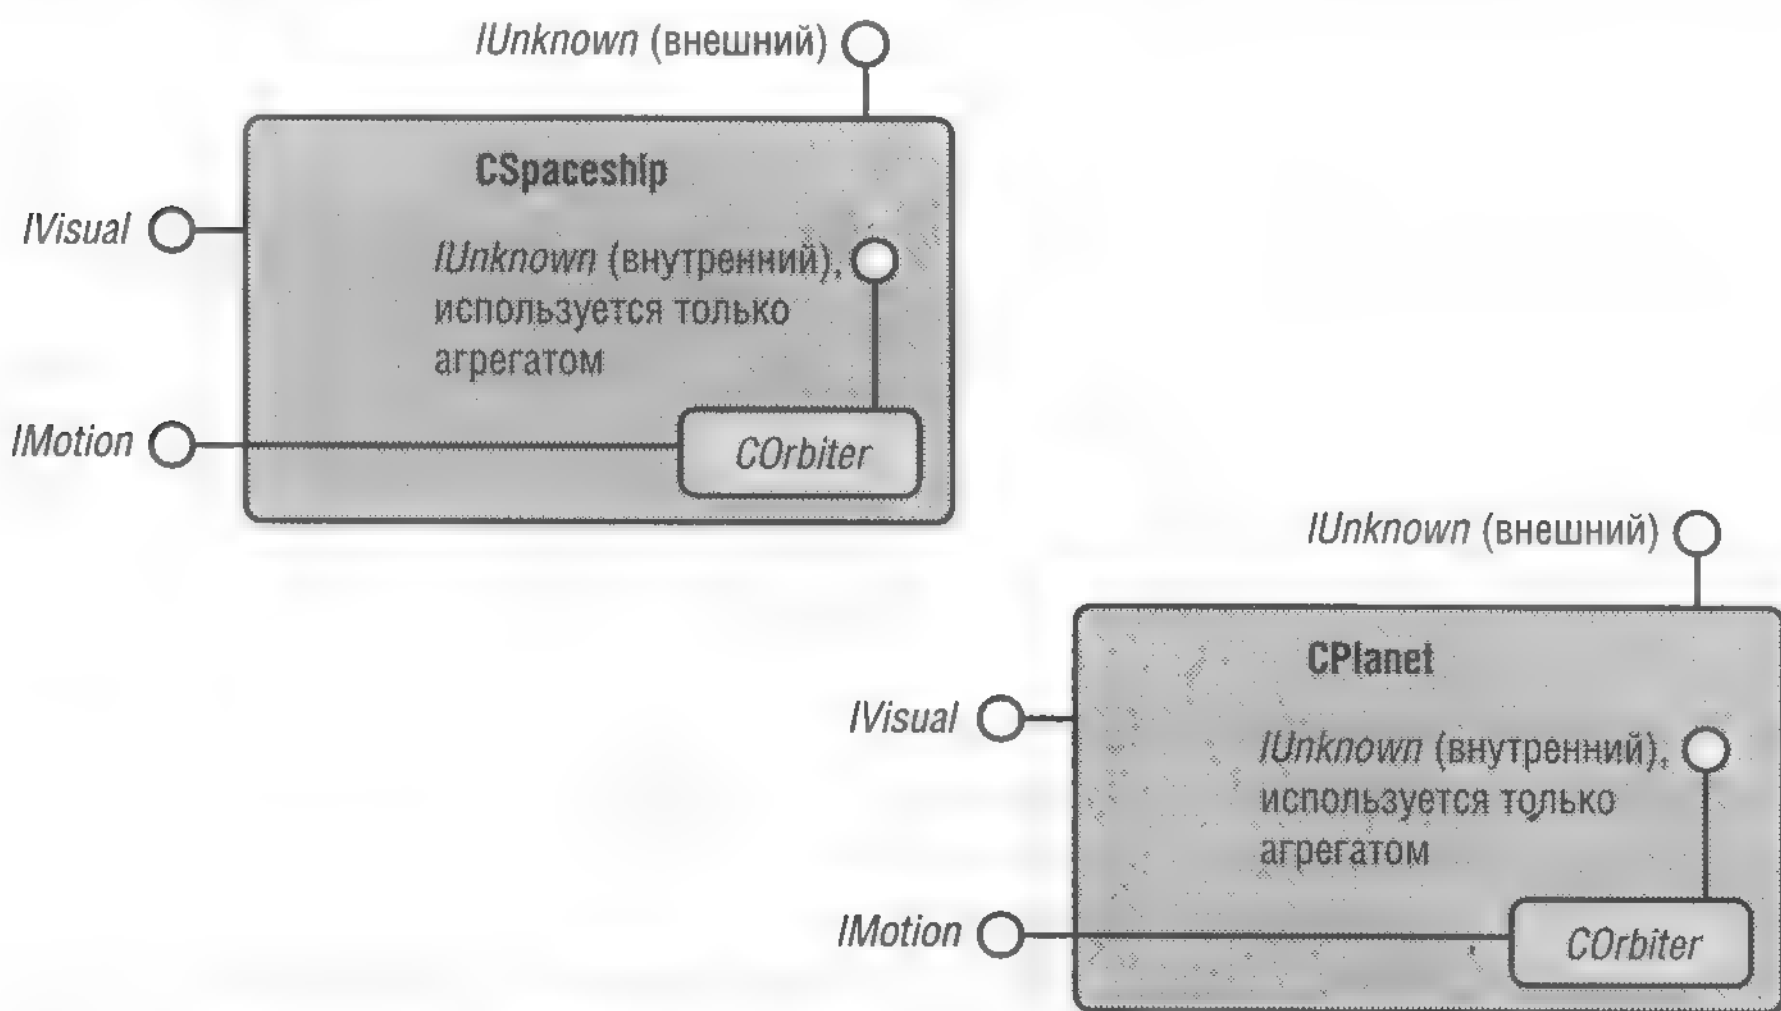 IUnknown (внешний)
CSpaceship
IVisual
IUnknown (внутренний),
используется только
агрегатом
IMotion
COrbiter
IUnknown (внешний)
CPlanet
IVisual
IUnknown (внутренний),
используется только
агрегатом
IMotion
COrbiter